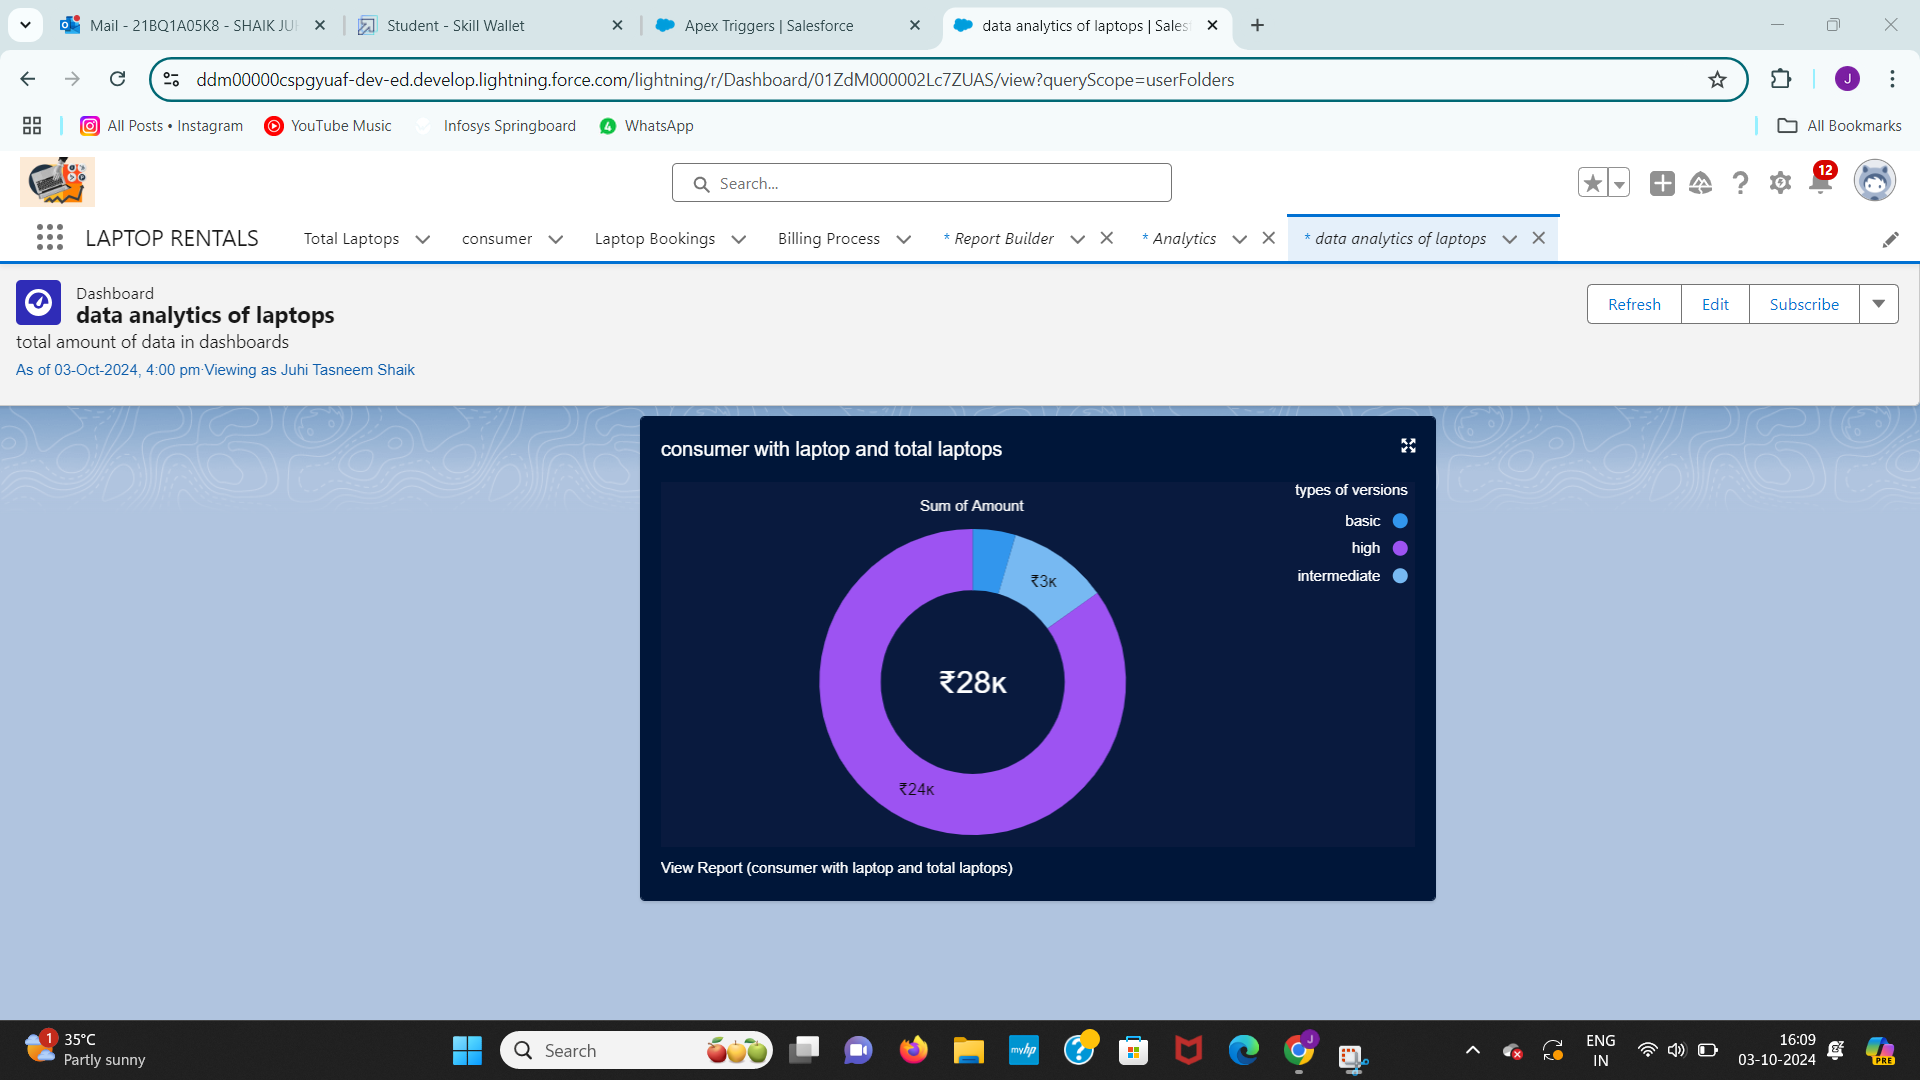 Mail - 21BQ1A05K8 - SHAIK JU
Student - Skill Wallet
Apex Triggers | Salesforce
data analytics of laptops | Sales
ddm00000cspgyuaf-dev-ed.develop.lightning.force.com/lightning/r/Dashboard/01ZdM000002Lc7ZUAS/view?queryScope=userFolders
J
All Posts • Instagram
YouTube Music
Infosys Springboard
WhatsApp
All Bookmarks
Search...
12
LAPTOP RENTALS
Total Laptops
consumer
Laptop Bookings
Billing Process
* Report Builder
* Analytics
* data analytics of laptops
Dashboard
data analytics of laptops
total amount of data in dashboards
As of 03-Oct-2024, 4:00 pm·Viewing as Juhi Tasneem Shaik
Refresh
Edit
Subscribe
consumer with laptop and total laptops
types of versions
Sum of Amount
basic
high
intermediate
₹3K
₹28K
₹24K
View Report (consumer with laptop and total laptops)
1
35°C
Partly sunny
Search
myhp
J
ENG
IN
16:09
03-10-2024
PRE